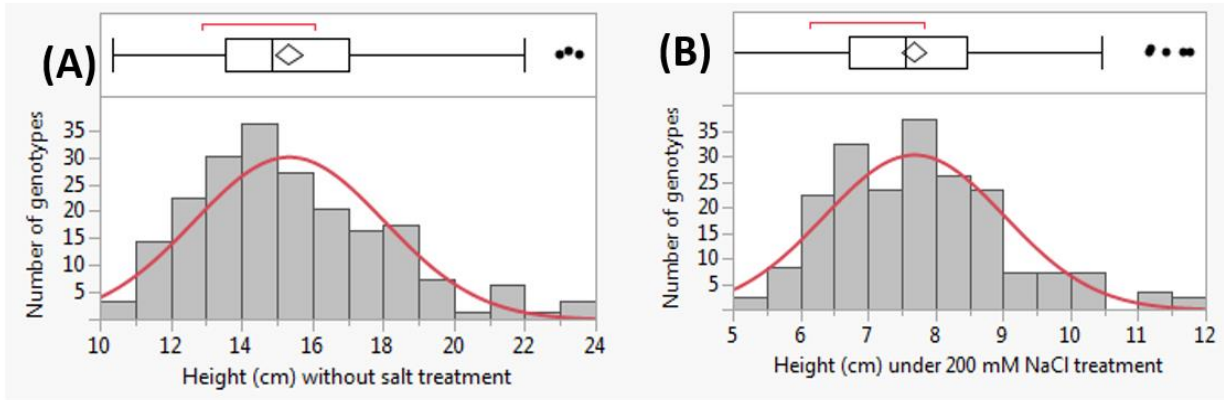 (A)
Number of genotypes
35
30
25
20
15
10
5
10 12 14 16 18 20 22 24
Height (cm) without salt treatment
(B)
Number of genotypes
35
30
25
20
15
10
5
5 6 7 8 9 10 11 12
Height (cm) under 200 mM NaCl treatment